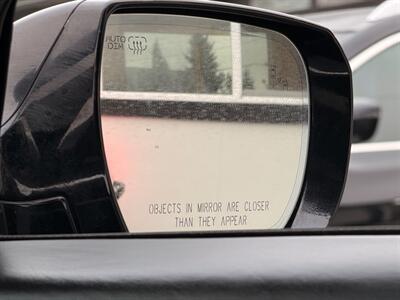 AUTO
DIM
OBJECTS IN MIRROR ARE CLOSER
THAN THEY APPEAR